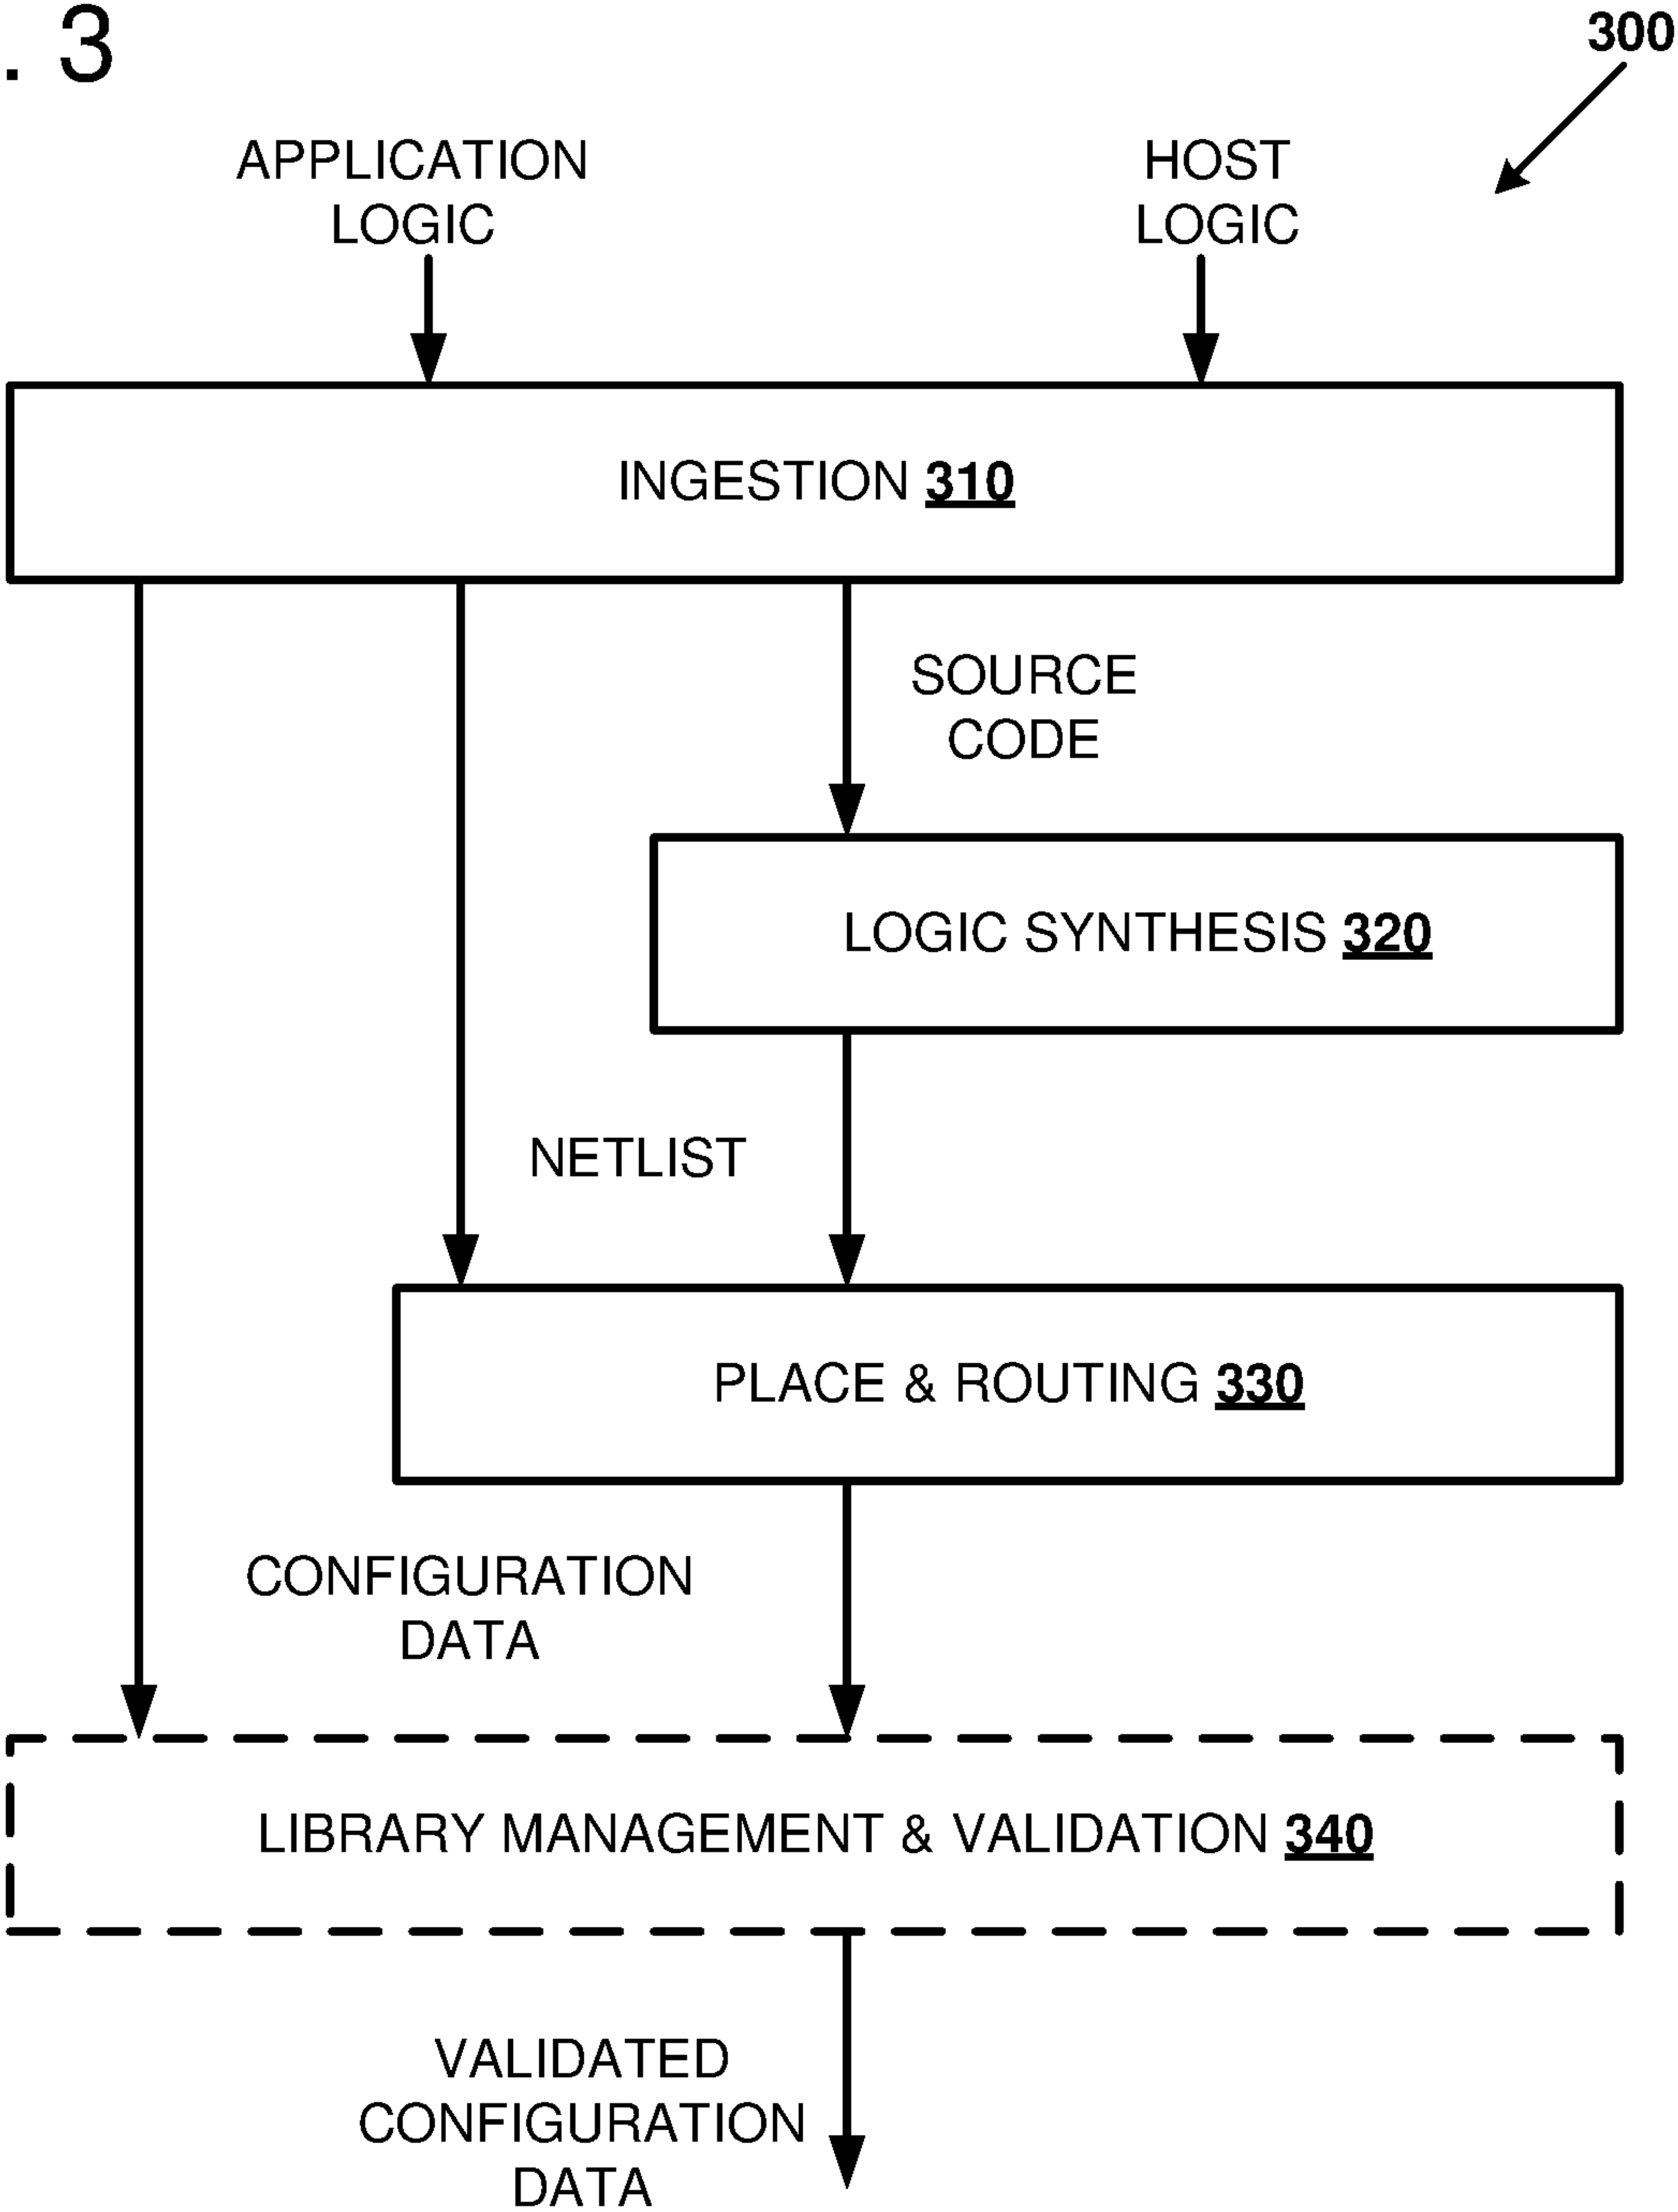 . 3
300
APPLICATION
LOGIC
HOST
LOGIC
INGESTION 310
SOURCE
CODE
LOGIC SYNTHESIS 320
NETLIST
PLACE & ROUTING 330
CONFIGURATION
DATA
LIBRARY MANAGEMENT & VALIDATION 340
VALIDATED
CONFIGURATION
DATA